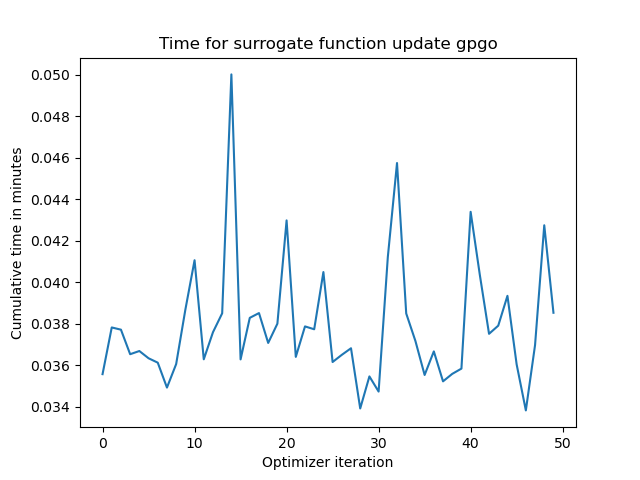 Time for surrogate function update gpgo
Cumulative time in minutes
0.050
0.048
0.046
0.044
0.042
0.040
0.038
0.036
0.034
0 10 20 30 40 50
Optimizer iteration